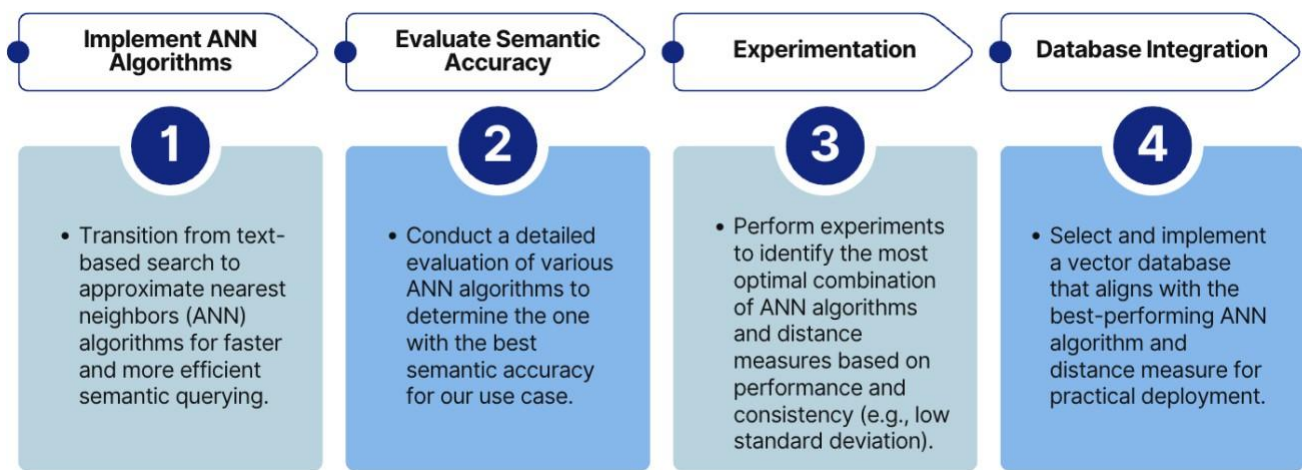 Implement ANN
Algorithms
Evaluate Semantic
Accuracy
Experimentation
Database Integration
1
• Transition from text-
based search to
approximate nearest
neighbors (ANN)
algorithms for faster
and more efficient
semantic querying.
2
• Conduct a detailed
evaluation of various
ANN algorithms to
determine the one
with the best
semantic accuracy
for our use case.
3
• Perform experiments
to identify the most
optimal combination
of ANN algorithms
and distance
measures based on
performance and
consistency (e.g., low
standard deviation).
4
• Select and implement
a vector database
that aligns with the
best-performing ANN
algorithm and
distance measure for
practical deployment.